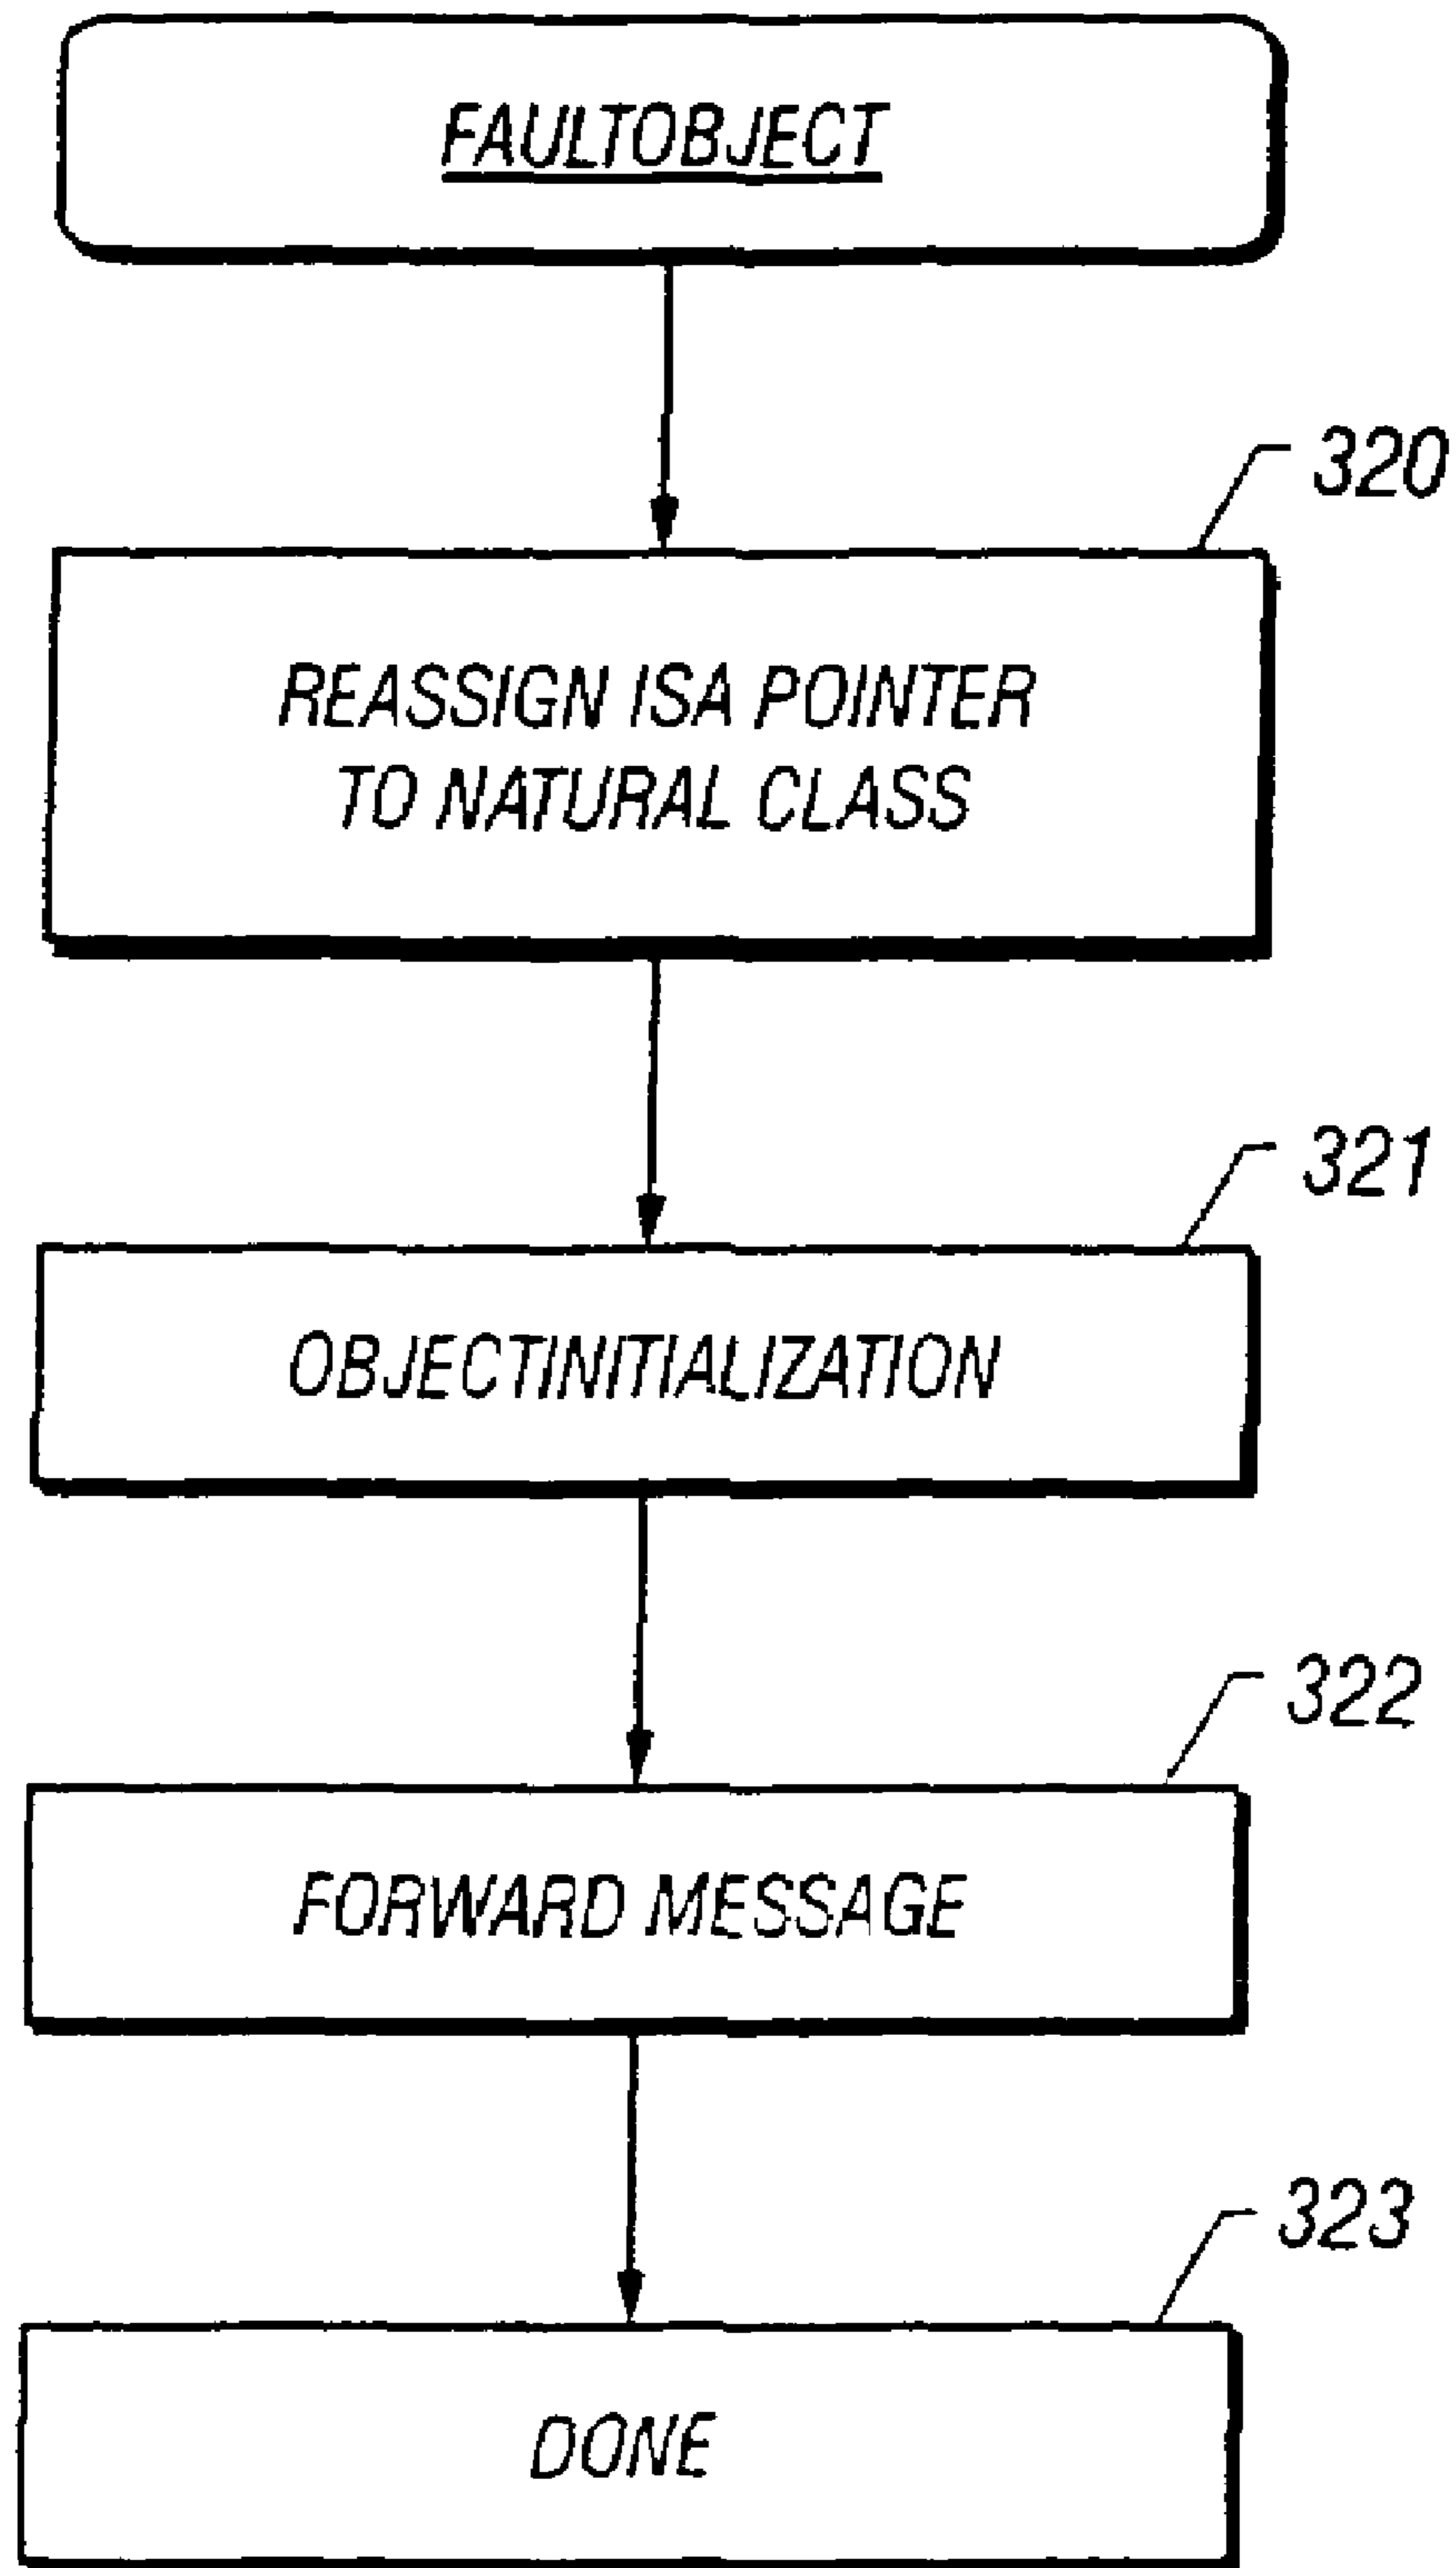 FAULTOBJECT
320
REASSIGN ISA POINTER
TO NATURAL CLASS
321
OBJECTINITIALIZATION
322
FORWARD MESSAGE
323
DONE